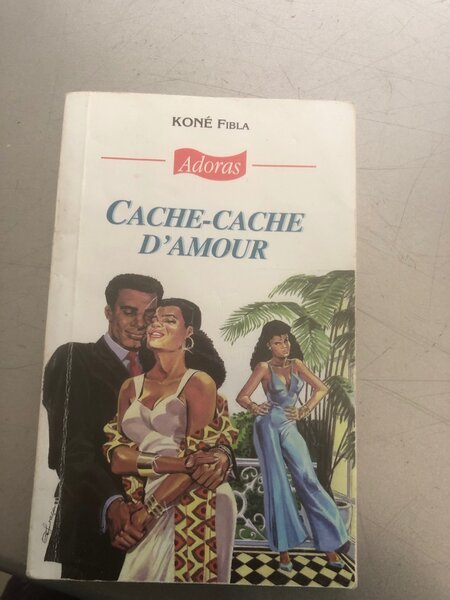 KONÉ FIBLA
Adoras
CACHE-CACHE
D'AMOUR